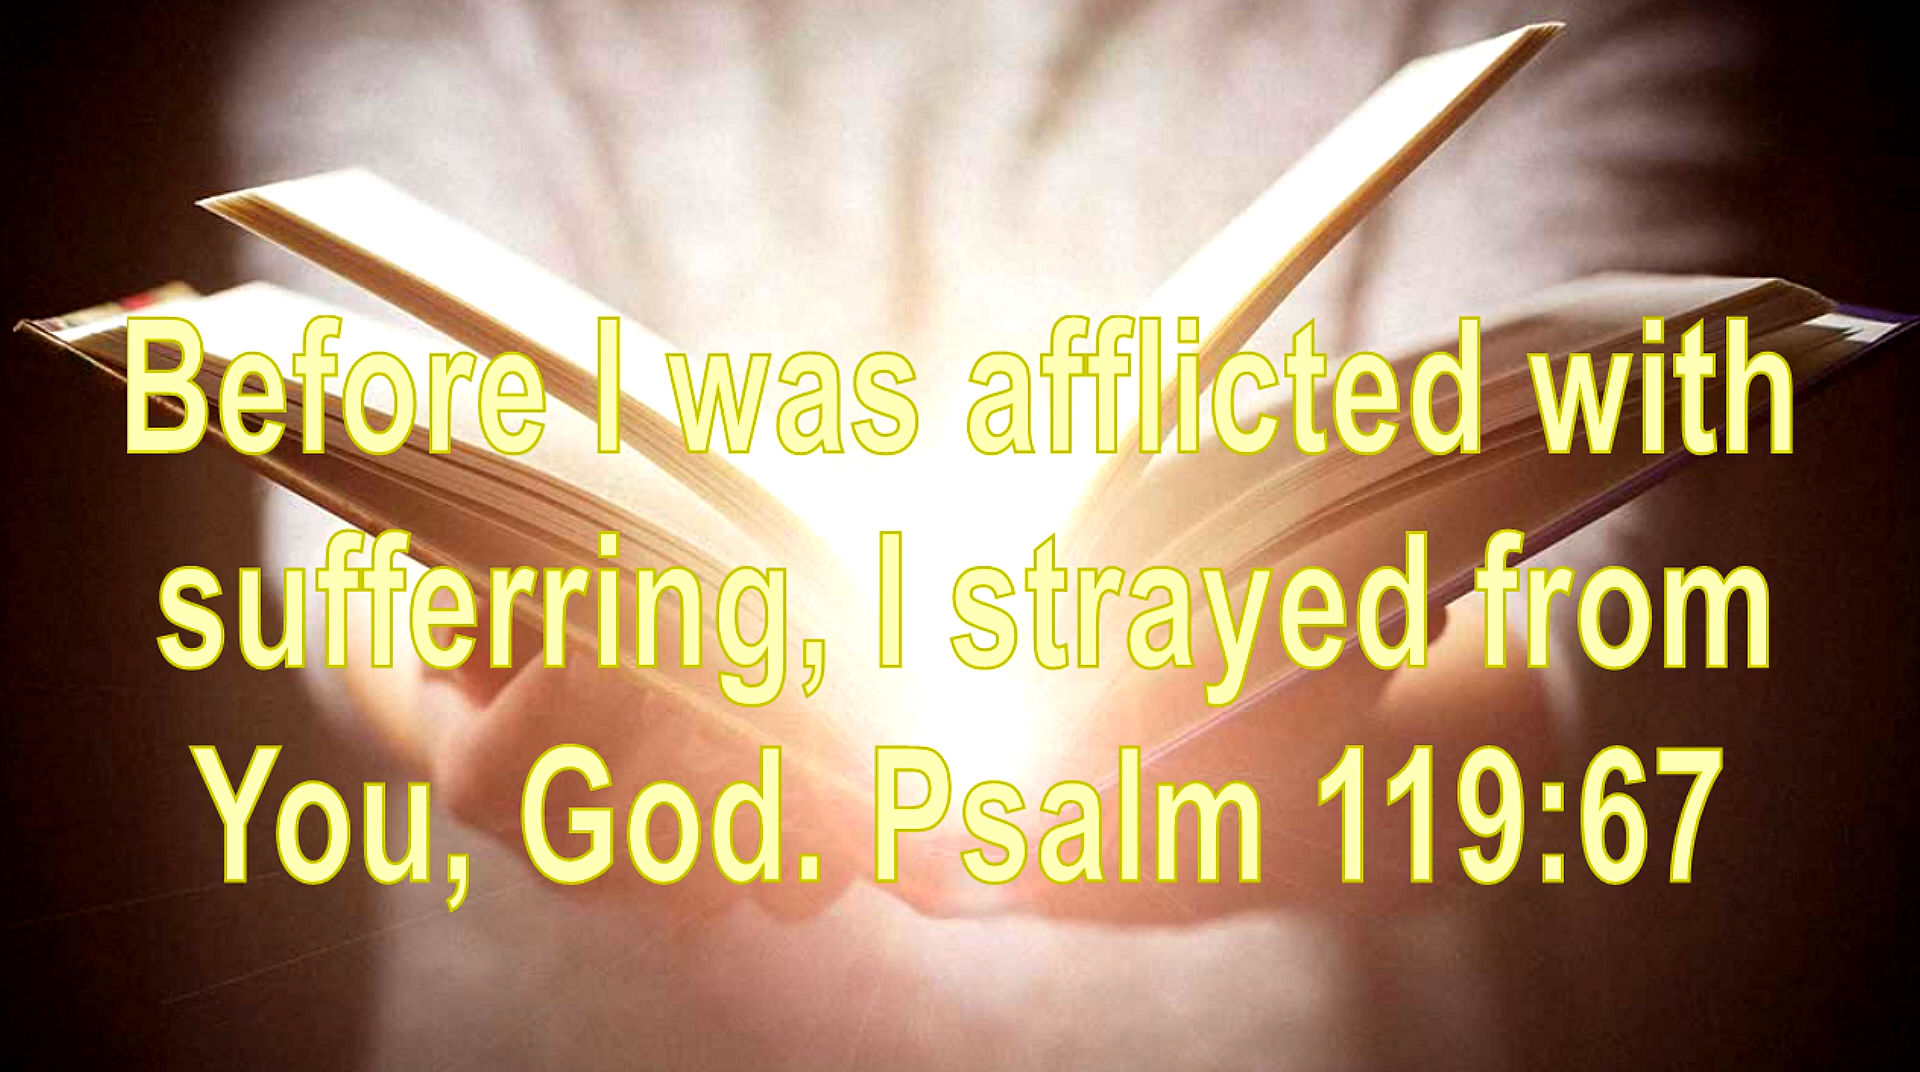 Before I was afflicted with
sufferring, I strayed from
You, God. Psalm 119:67